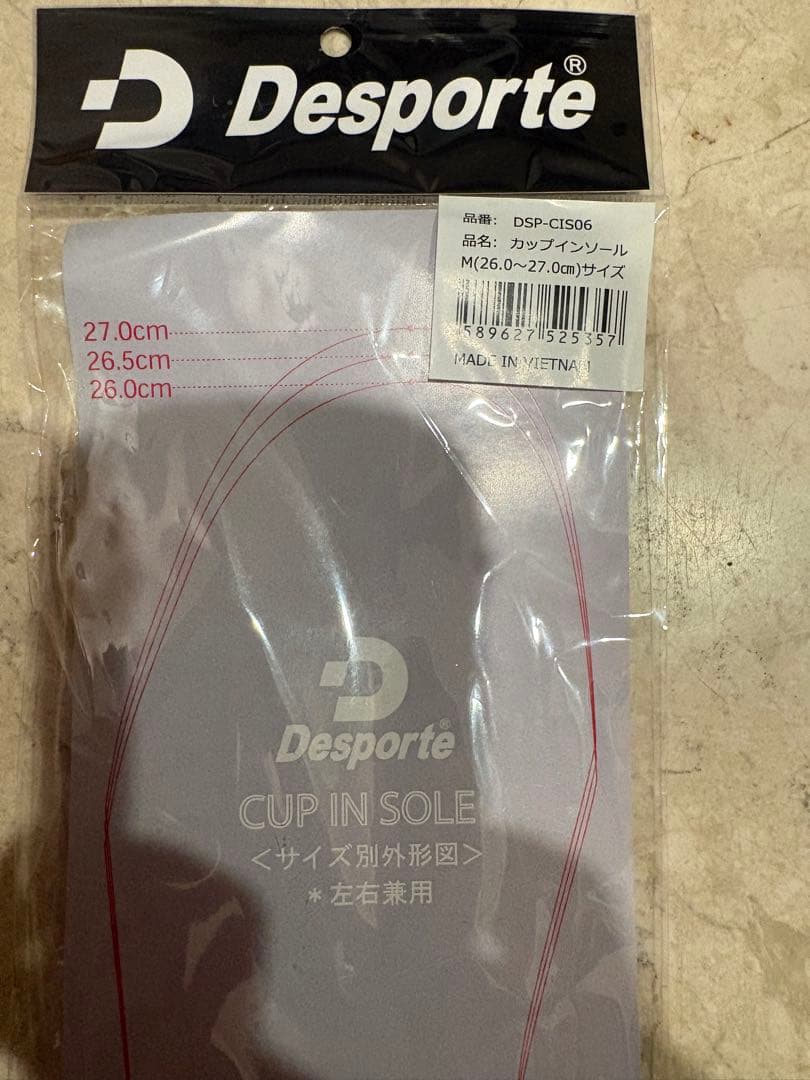 Desporte®
品番: DSP-CIS06
品名: カップインソール
M(26.0～27.0㎝)サイズ
589627 525357
MADE IN VIETNAM
27.0cm
26.5cm
26.0cm
Desporte®
CUP IN SOLE
＜サイズ別外形図＞
＊左右兼用